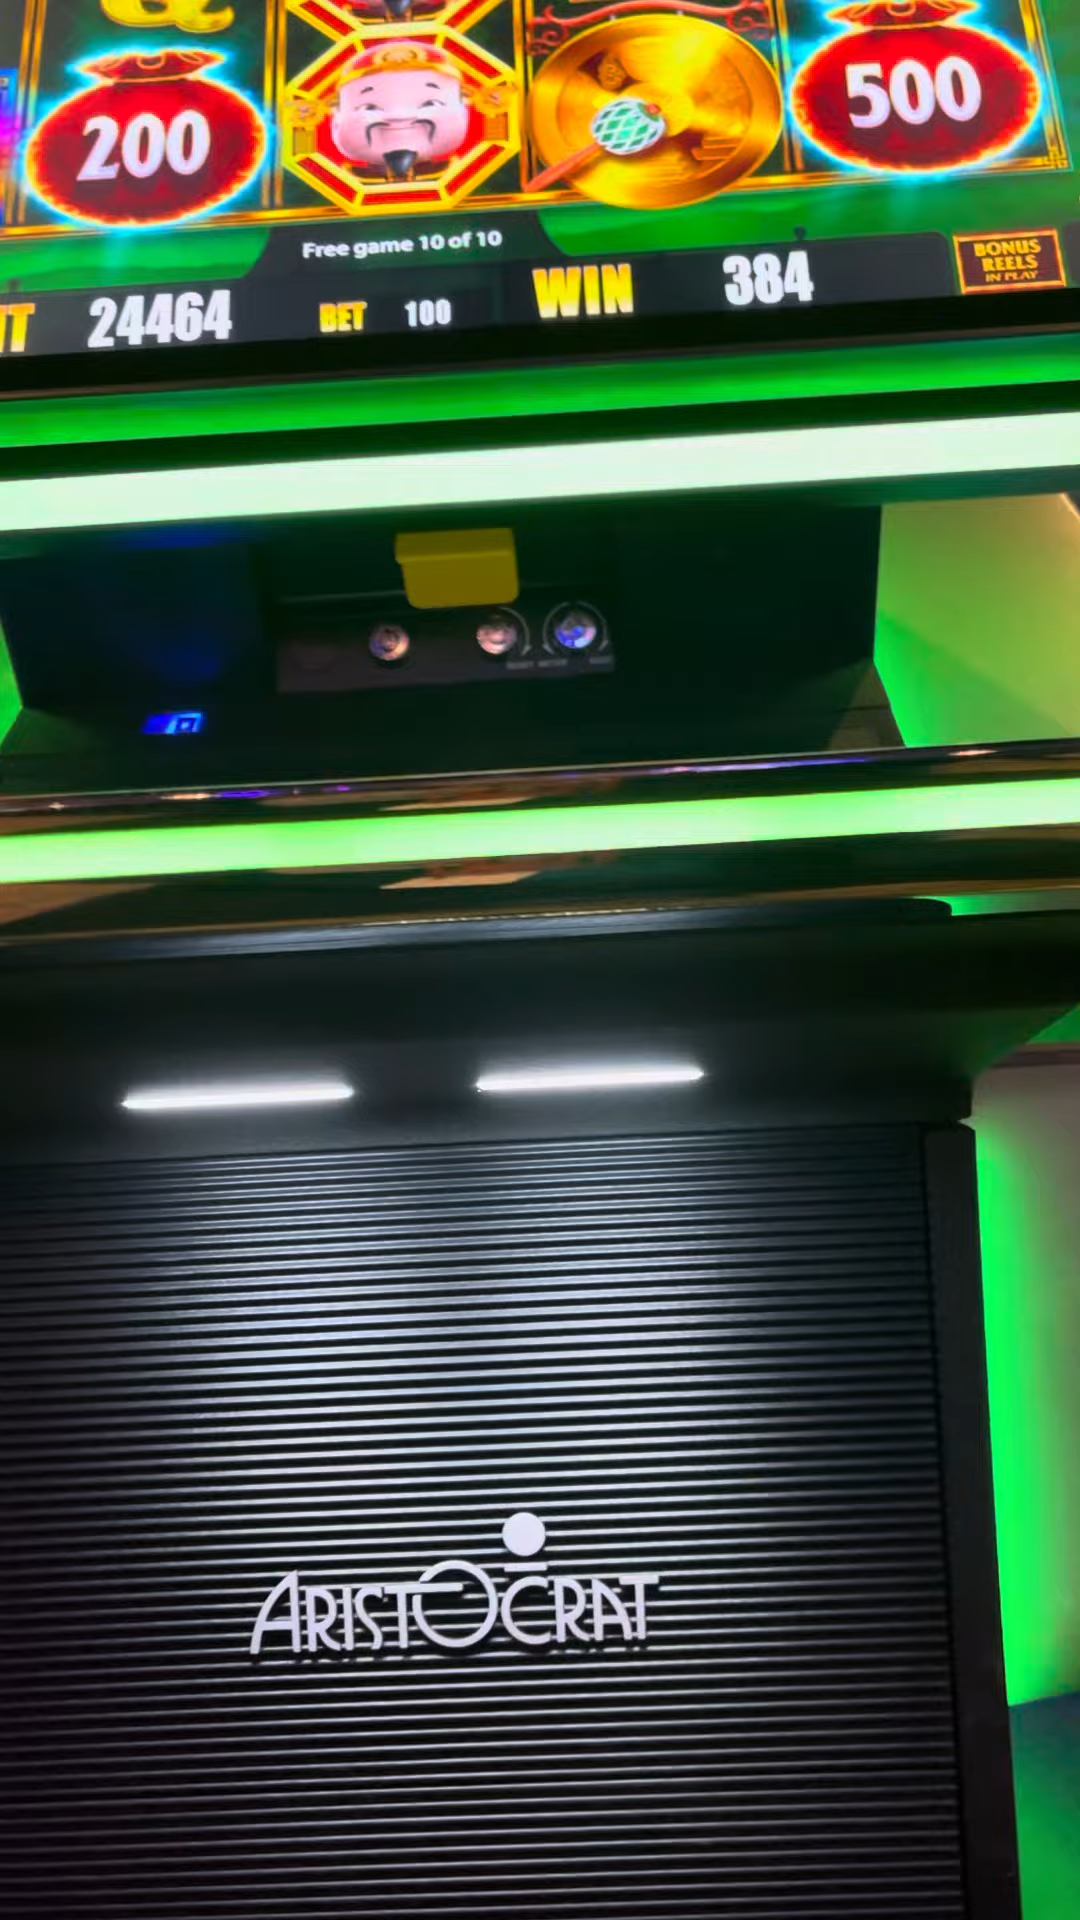 200
500
Free game 10 of 10
24464
BET 100
WIN 384
BONUS
REELS
IN PLAY
ARISTOCRAT